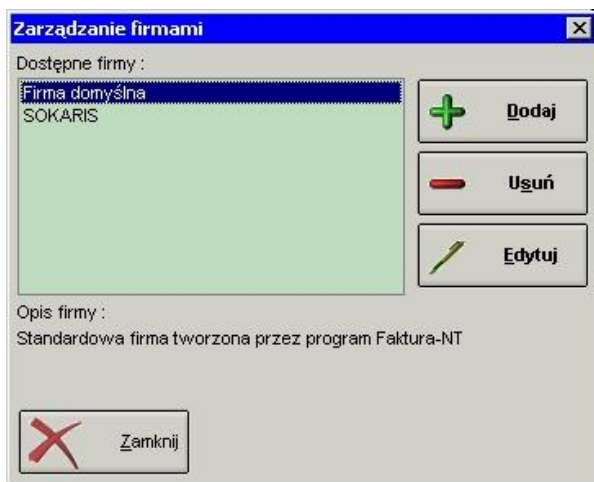 Zarządzanie firmami
Dostępne firmy :
Firma domyślna
SOKARIS
Dodaj
Usuń
Edytuj
Opis firmy :
Standardowa firma tworzona przez program Faktura-NT
Zamknij